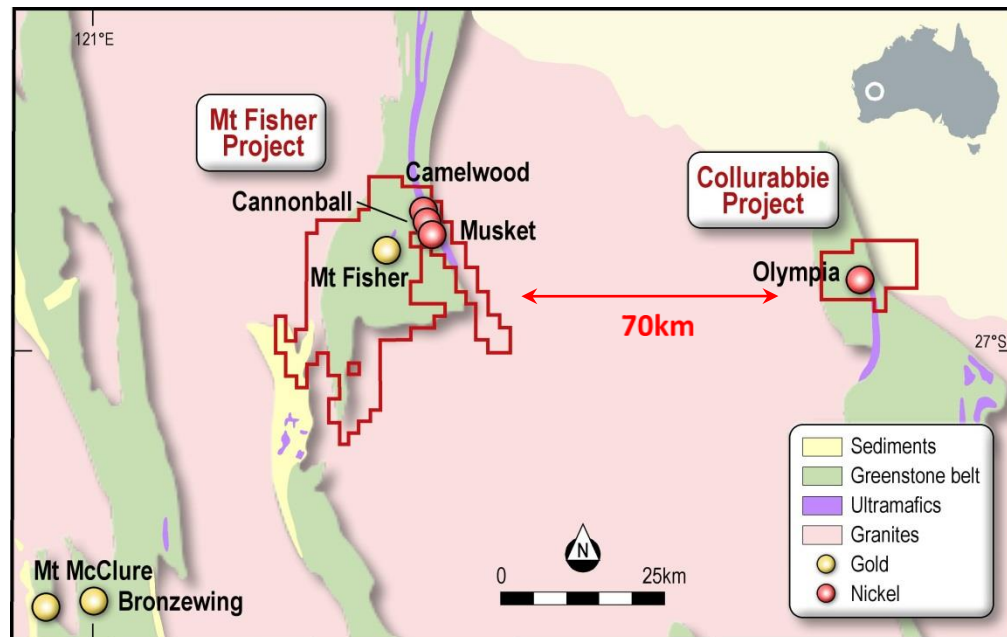 121°E
Mt Fisher
Project
Camelwood
Cannonball
Musket
Mt Fisher
Collurabbie
Project
Olympia
70km
27°S
Mt McClure
Bronzewing
N
0 25km
Sediments
Greenstone belt
Ultramafics
Granites
Gold
Nickel